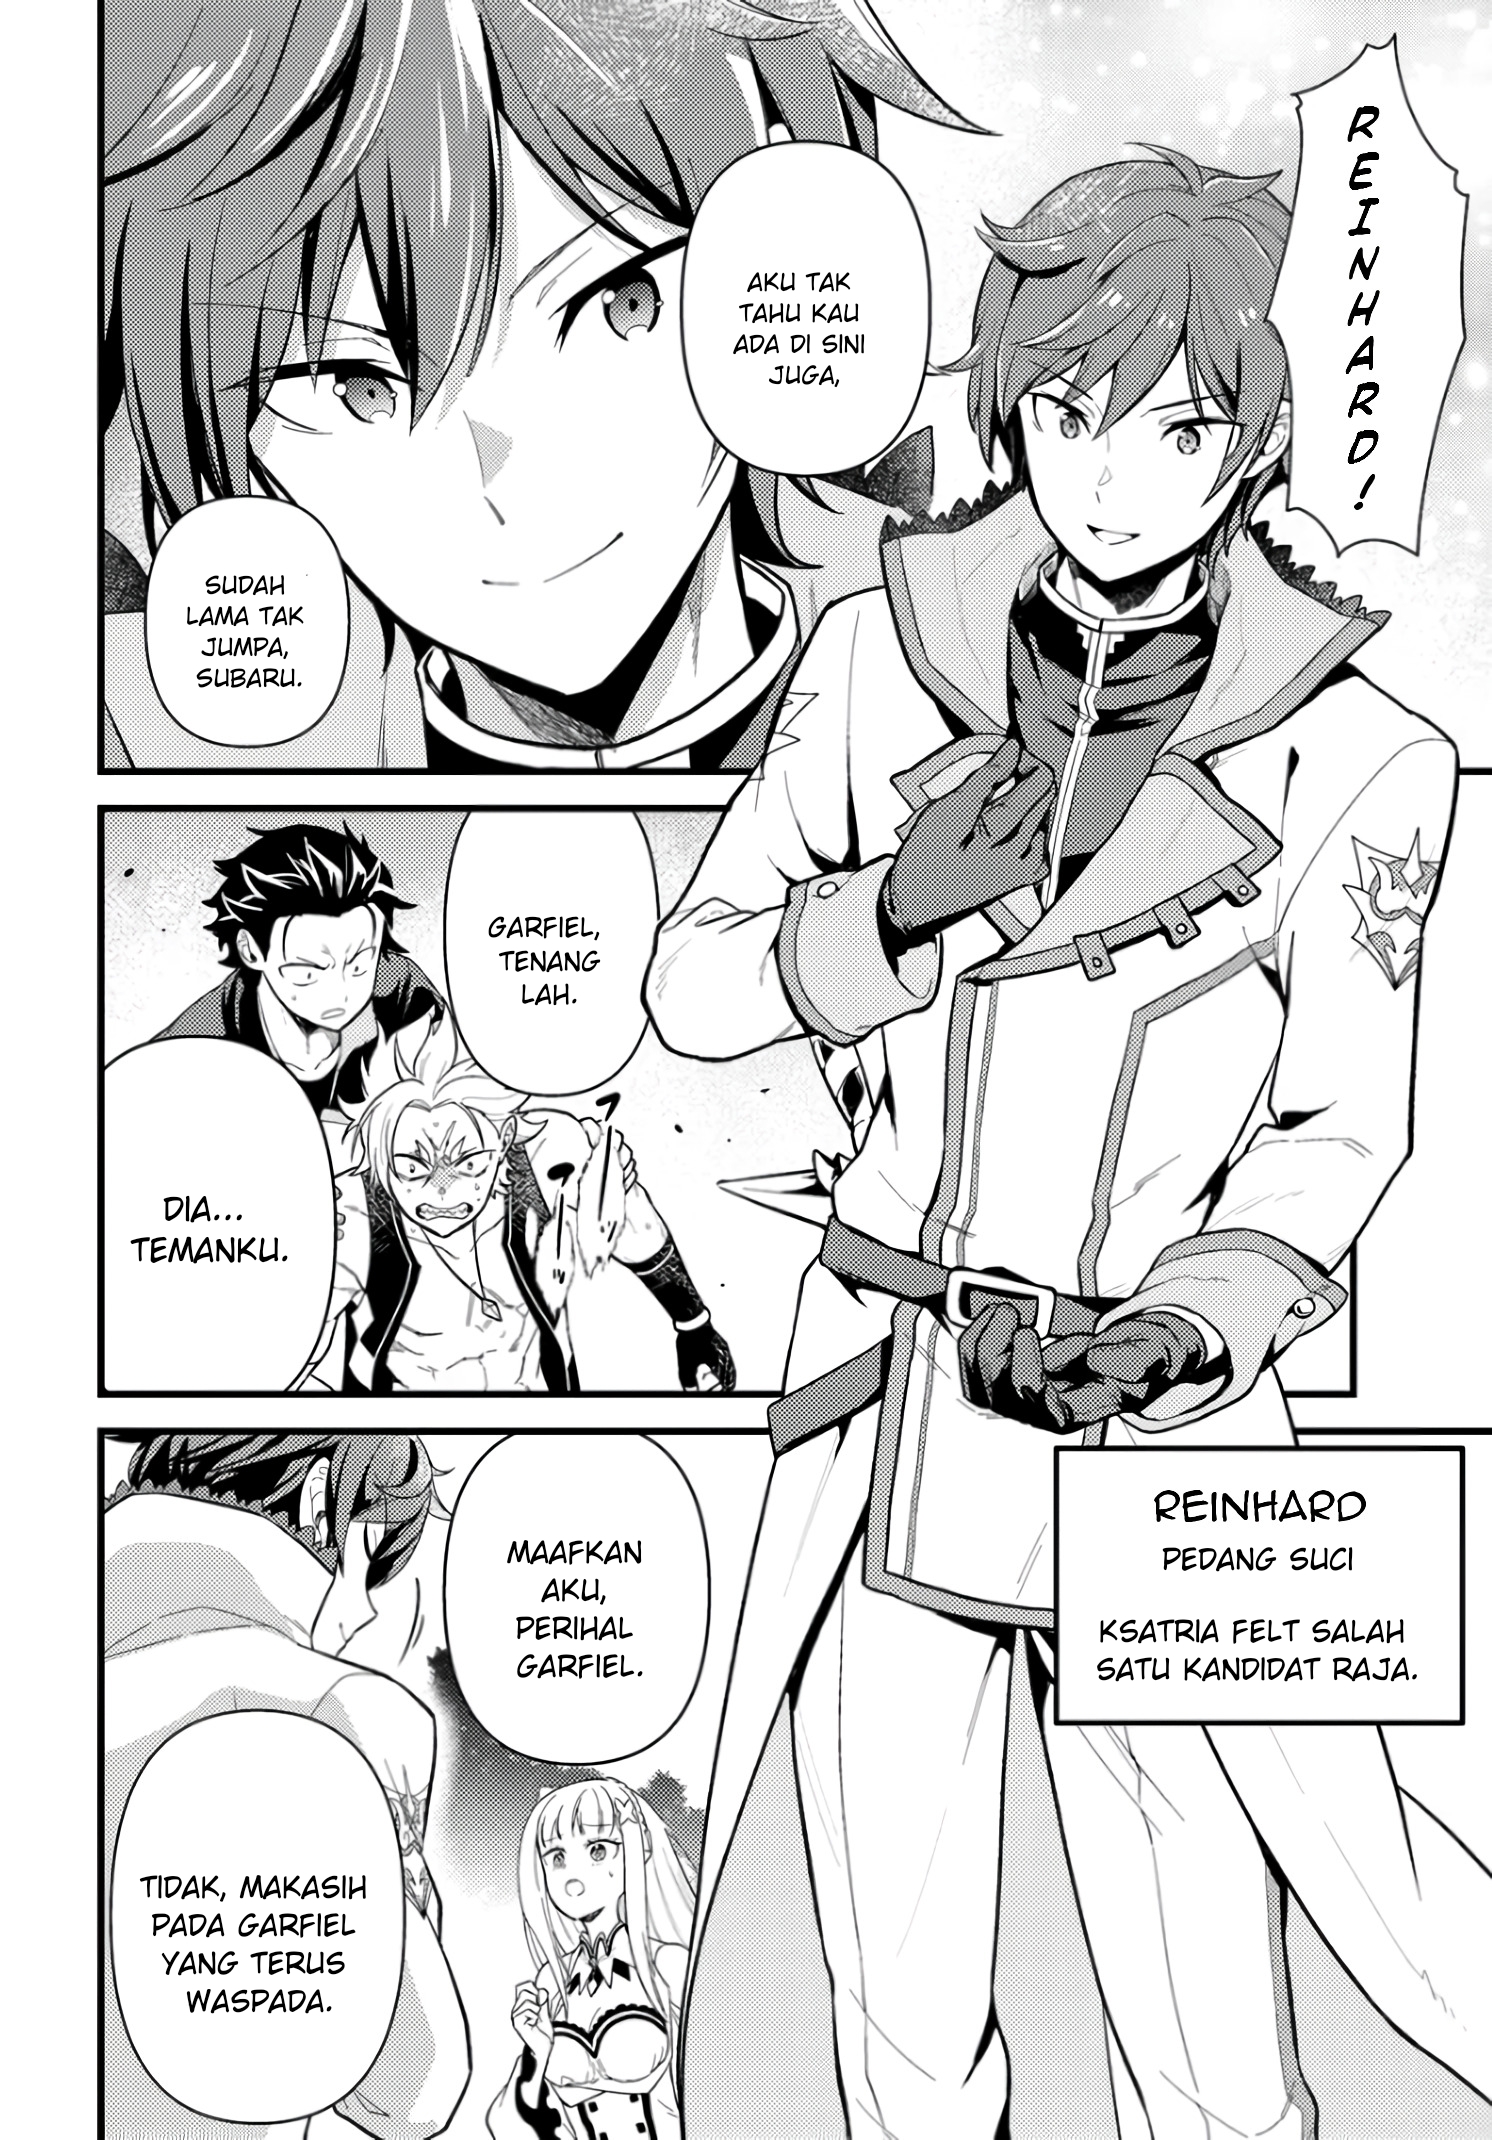 REINHARD!
AKU TAK
TAHU KAU
ADA DI SINI
JUGA,
SUDAH
LAMA TAK
JUMPA,
SUBARU.
GARFIEL,
TENANG
LAH.
DIA...
TEMANKU.
REINHARD
PEDANG SUCI
KSATRIA FELT SALAH
SATU KANDIDAT RAJA.
MAAFKAN
AKU,
PERIHAL
GARFIEL.
TIDAK, MAKASIH
PADA GARFIEL
YANG TERUS
WASPADA.